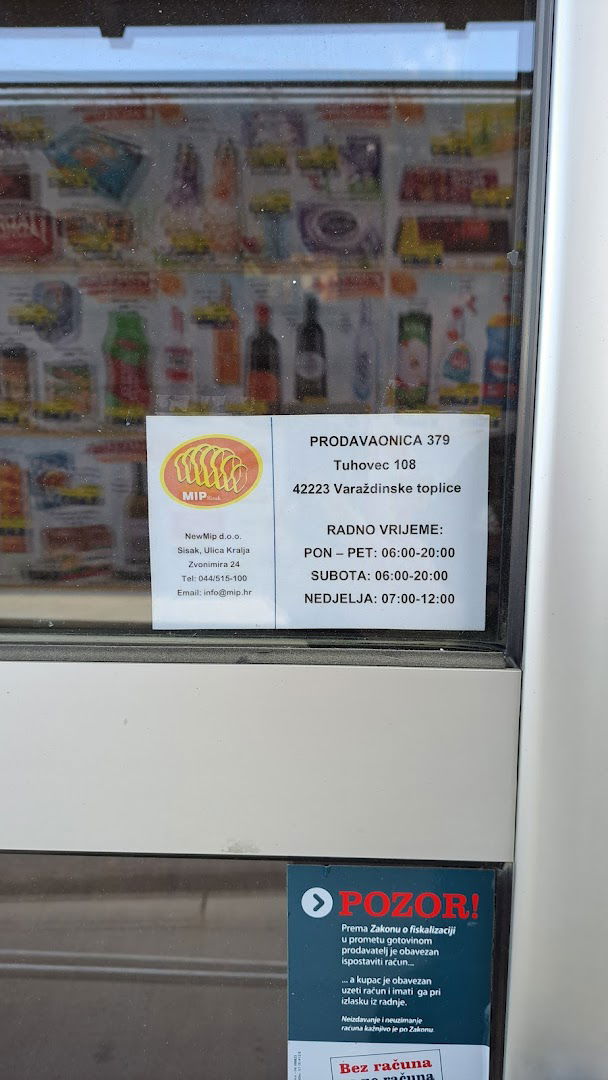 MIP Sisak
NewMip d.o.o.
Sisak, Ulica Kralja
Zvonimira 24
Tel: 044/515-100
Email: info@mip.hr
PRODAVAONICA 379
Tuhovec 108
42223 Varaždinske toplice
RADNO VRIJEME:
PON – PET: 06:00-20:00
SUBOTA: 06:00-20:00
NEDJELJA: 07:00-12:00
POZOR!
Prema Zakonu o fiskalizaciji
u prometu gotovinom
prodavatelj je obavezan
ispostaviti račun...
... a kupac je obavezan
uzeti račun i imati ga pri
izlasku iz radnje.
Neizdavanje i neuzimanje
računa kažnjivo je po Zakonu.
Bez računa
računa